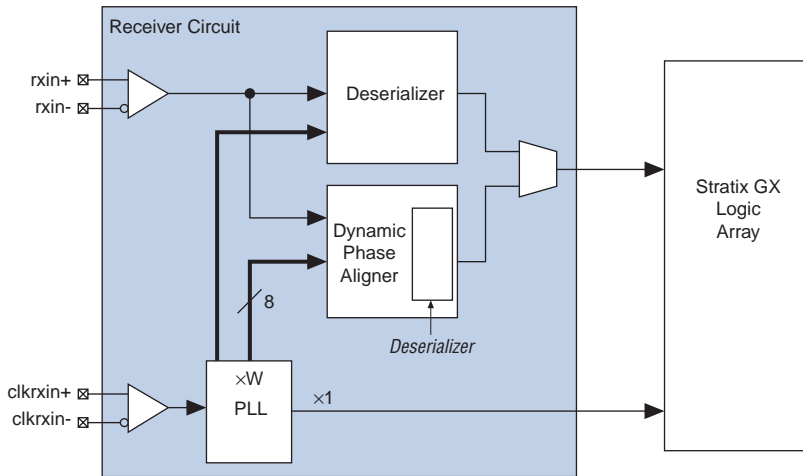 Receiver Circuit
rxin+
rxin-
Deserializer
Stratix GX
Logic
Array
Dynamic
Phase
Aligner
8
Deserializer
clkrxin+
clkrxin-
×W
PLL
×1